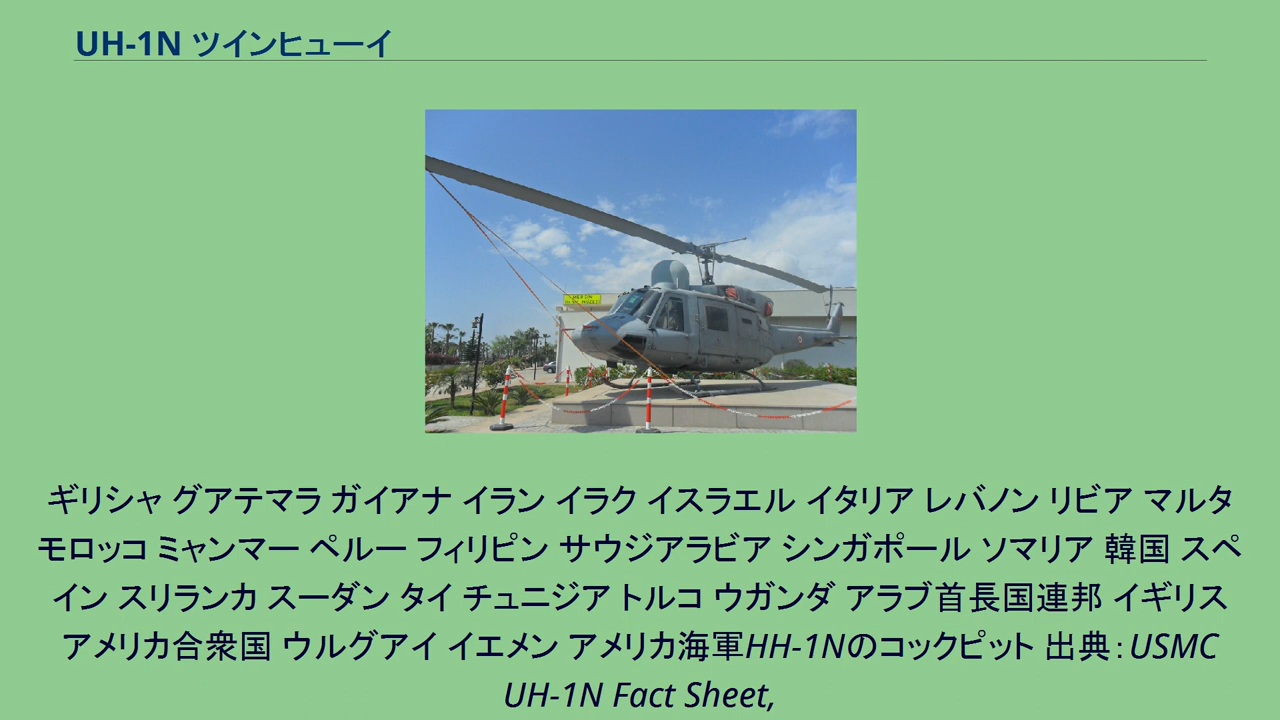 UH-1N ツインヒューイ
ギリシャ グアテマラ ガイアナ イラン イラク イスラエル イタリア レバノン リビア マルタ
モロッコ ミャンマー ペルー フィリピン サウジアラビア シンガポール ソマリア 韓国 スペ
イン スリランカ スーダン タイ チュニジア トルコ ウガンダ アラブ首長国連邦 イギリス
アメリカ合衆国 ウルグアイ イエメン アメリカ海軍HH-1Nのコックピット 出典：USMC
UH-1N Fact Sheet,